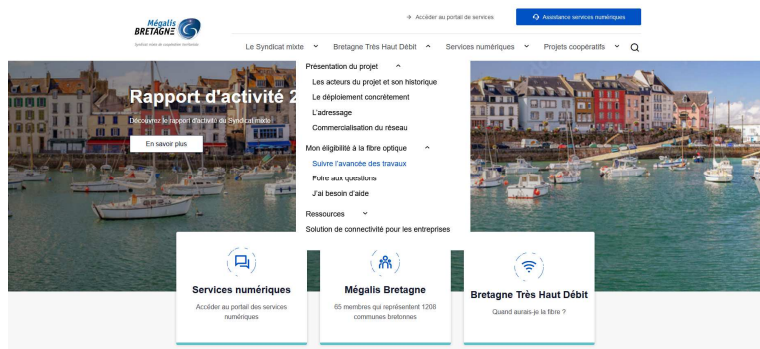 Mégalis
BRETAGNE
Syndicat mixte de coopération territoriale
Accéder au portail de services
Assistance services numériques
Le Syndicat mixte
Bretagne Très Haut Débit
Services numériques
Projets coopératifs
Présentation du projet
Les acteurs du projet et son historique
Le déploiement concrètement
L'adressage
Commercialisation du réseau
Mon éligibilité à la fibre optique
Suivre l'avancée des travaux
Foire aux questions
J'ai besoin d'aide
Ressources
Solution de connectivité pour les entreprises
Rapport d'activité 2
Découvrez le rapport d'activité du Syndicat mixte
En savoir plus
Services numériques
Accéder au portail des services
numériques
Mégalis Bretagne
65 membres qui représentent 1208
communes bretonnes
Bretagne Très Haut Débit
Quand aurais-je la fibre ?